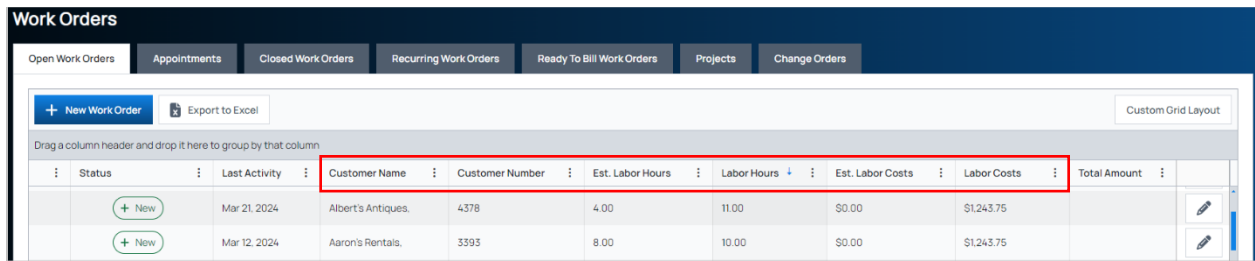 Work Orders
Open Work Orders Appointments Closed Work Orders Recurring Work Orders Ready To Bill Work Orders Projects Change Orders
+ New Work Order Export to Excel Custom Grid Layout
Drag a column header and drop it here to group by that column
Status Last Activity Customer Name Customer Number Est. Labor Hours Labor Hours ↓ Est. Labor Costs Labor Costs Total Amount
+ New Mar 21, 2024 Albert's Antiques, 4378 4.00 11.00 $0.00 $1,243.75
+ New Mar 12, 2024 Aaron's Rentals, 3393 8.00 10.00 $0.00 $1,243.75